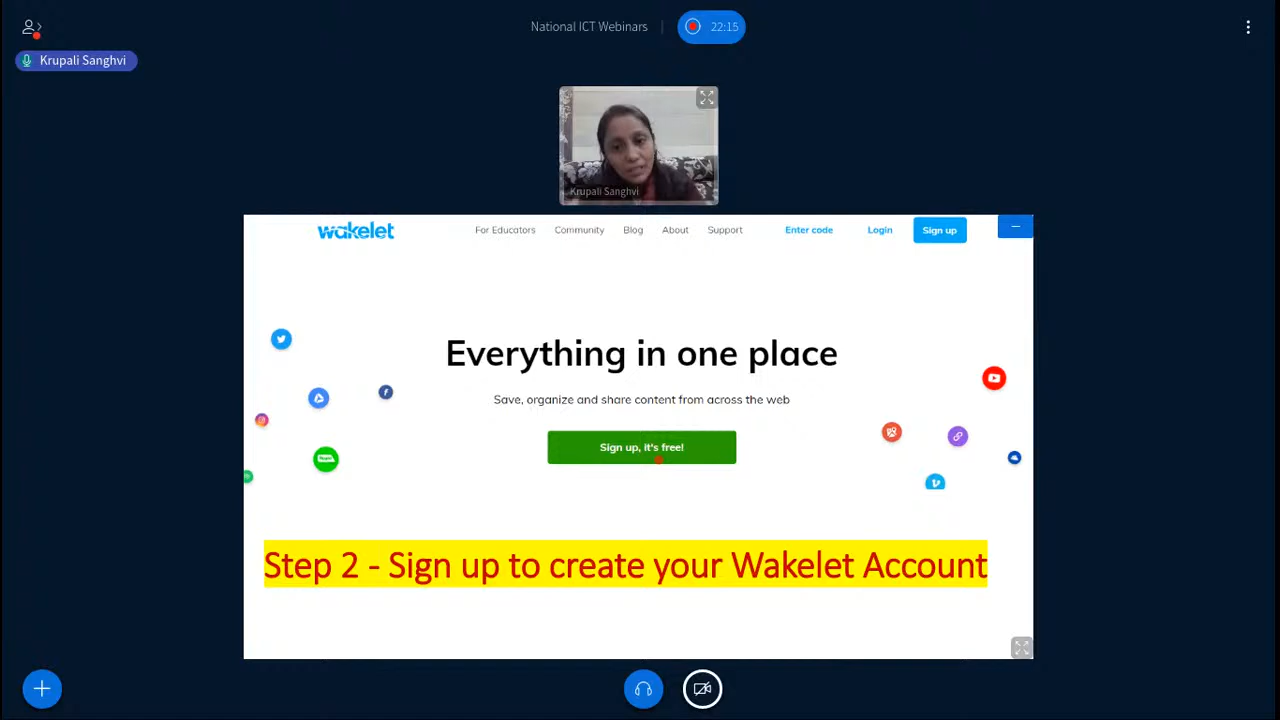 National ICT Webinars
22:15
Krupali Sanghvi
Krupali Sanghvi
wakelet
For Educators Community Blog About Support Enter code Login Sign up
Everything in one place
Save, organize and share content from across the web
Sign up, it's free!
Step 2 - Sign up to create your Wakelet Account